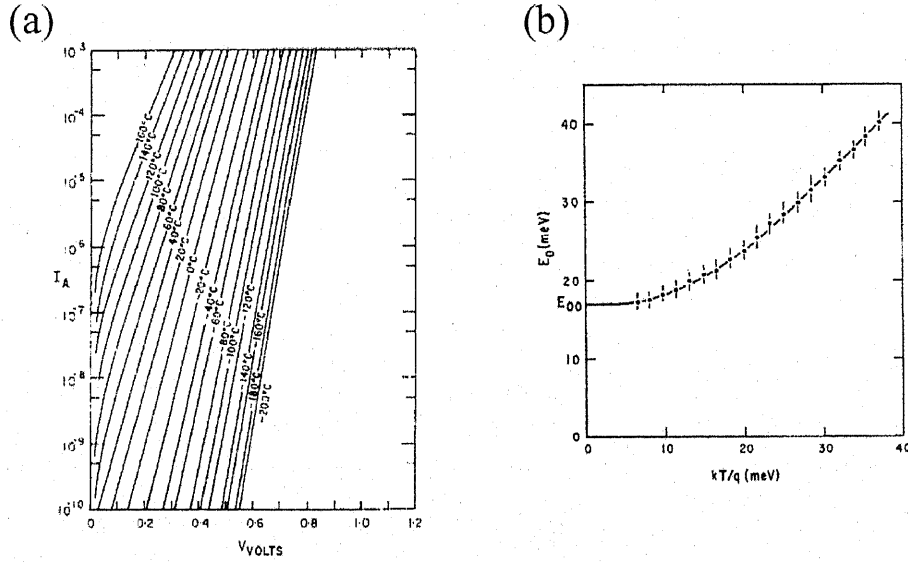 (a)
(b)
10⁻³
10⁻⁴
10⁻⁵
10⁻⁶
10⁻⁷
10⁻⁸
10⁻⁹
10⁻¹⁰
I_A
160°C
140°C
120°C
100°C
80°C
60°C
40°C
20°C
0°C
-20°C
-40°C
-60°C
-80°C
-100°C
-120°C
-140°C
-160°C
-180°C
-200°C
0
0·2
0·4
0·6
0·8
1·0
1·2
V_VOLTS
40
30
20
E₀₀
10
0
E₀ (meV)
0
10
20
30
40
kT/q (meV)